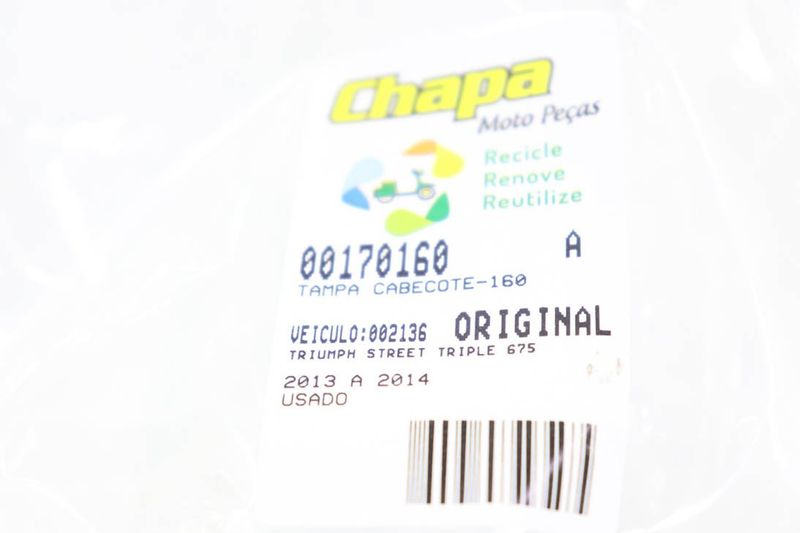 Chapa
Moto Peças
Recicle
Renove
Reutilize
00170160 A
TAMPA CABECOTE-160
VEICULO:002136 ORIGINAL
TRIUMPH STREET TRIPLE 675
2013 A 2014
USADO